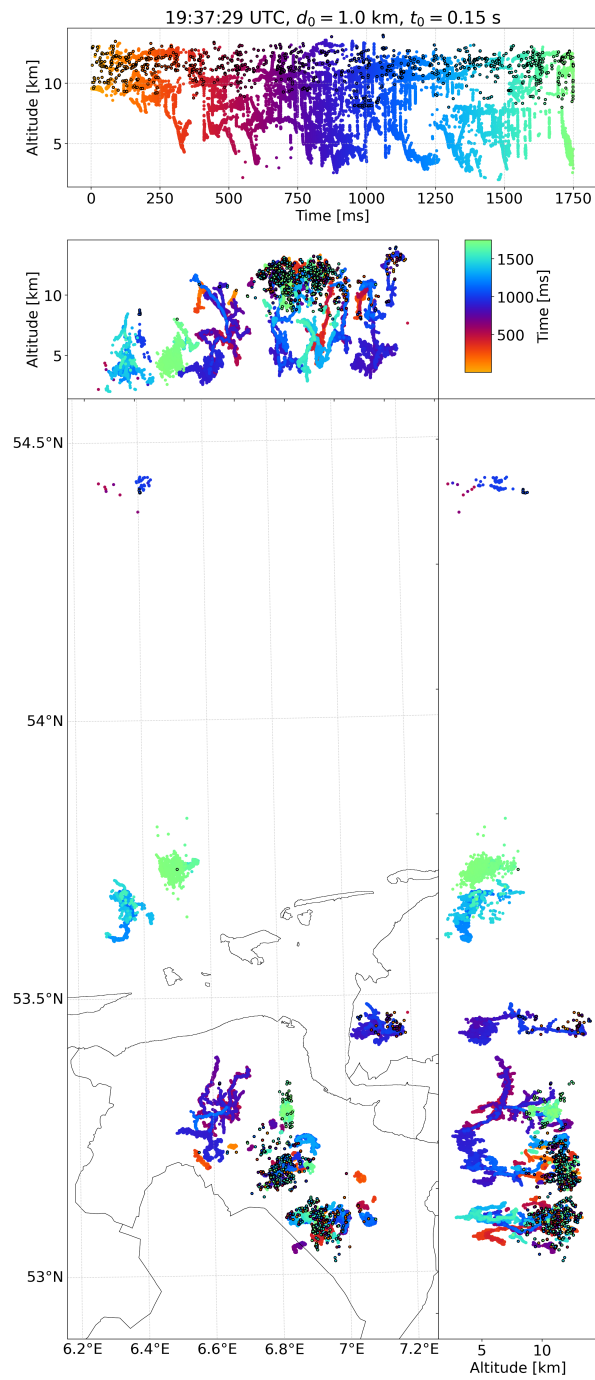 19:37:29 UTC, d₀ = 1.0 km, t₀ = 0.15 s
Altitude [km]
10
5
0 250 500 750 1000 1250 1500 1750
Time [ms]
Altitude [km]
10
5
1500
1000
500
Time [ms]
54.5°N
54°N
53.5°N
53°N
6.2°E 6.4°E 6.6°E 6.8°E 7°E 7.2°E
5 10
Altitude [km]